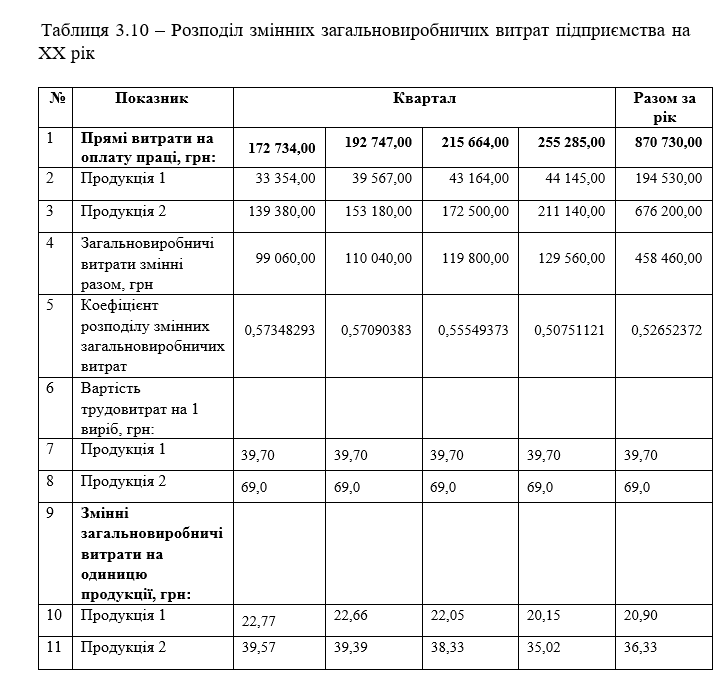 Таблиця 3.10 – Розподіл змінних загальновиробничих витрат підприємства на
ХХ рік
№ Показник Квартал Разом за
рік
1 Прямі витрати на
оплату праці, грн: 172 734,00 192 747,00 215 664,00 255 285,00 870 730,00
2 Продукція 1 33 354,00 39 567,00 43 164,00 44 145,00 194 530,00
3 Продукція 2 139 380,00 153 180,00 172 500,00 211 140,00 676 200,00
4 Загальновиробничі
витрати змінні 99 060,00 110 040,00 119 800,00 129 560,00 458 460,00
разом, грн
5 Коефіцієнт
розподілу змінних 0,57348293 0,57090383 0,55549373 0,50751121 0,52652372
загальновиробничих
витрат
6 Вартість
трудовитрат на 1
виріб, грн:
7 Продукція 1 39,70 39,70 39,70 39,70 39,70
8 Продукція 2 69,0 69,0 69,0 69,0 69,0
9 Змінні
загальновиробничі
витрати на
одиницю
продукції, грн:
10 Продукція 1 22,77 22,66 22,05 20,15 20,90
11 Продукція 2 39,57 39,39 38,33 35,02 36,33